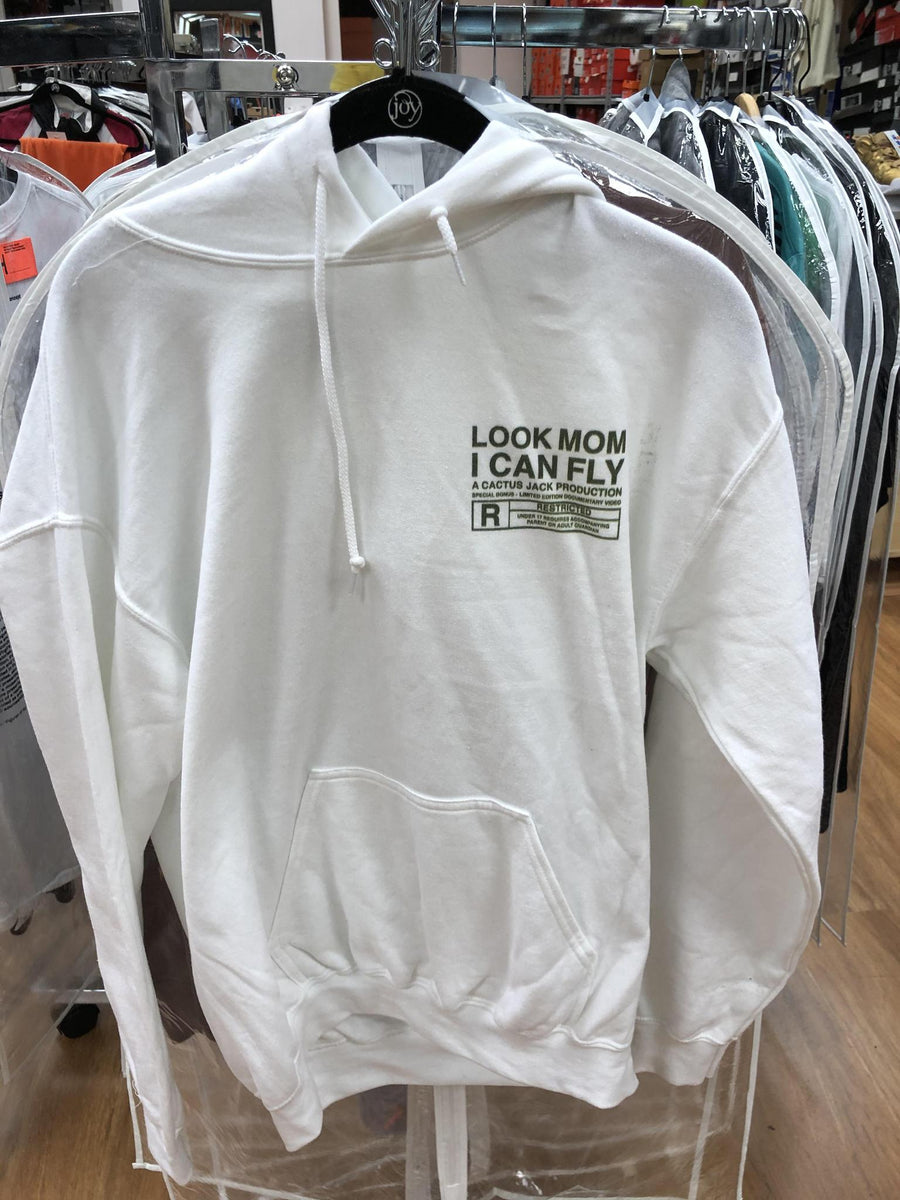 joy
LOOK MOM
I CAN FLY
A CACTUS JACK PRODUCTION
SPECIAL BONUS - LIMITED EDITION DOCUMENTARY VIDEO
R
RESTRICTED
UNDER 17 REQUIRES ACCOMPANYING
PARENT OR ADULT GUARDIAN